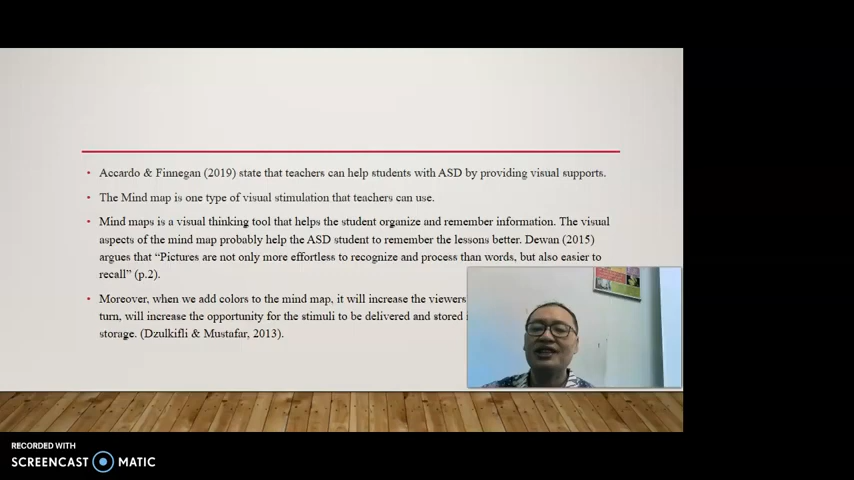 • Accardo & Finnegan (2019) state that teachers can help students with ASD by providing visual supports.
• The Mind map is one type of visual stimulation that teachers can use.
• Mind maps is a visual thinking tool that helps the student organize and remember information. The visual
aspects of the mind map probably help the ASD student to remember the lessons better. Dewan (2015)
argues that “Pictures are not only more effortless to recognize and process than words, but also easier to
recall” (p.2).
• Moreover, when we add colors to the mind map, it will increase the viewers
turn, will increase the opportunity for the stimuli to be delivered and stored
storage. (Dzulkifli & Mustafar, 2013).
RECORDED WITH
SCREENCAST MATIC